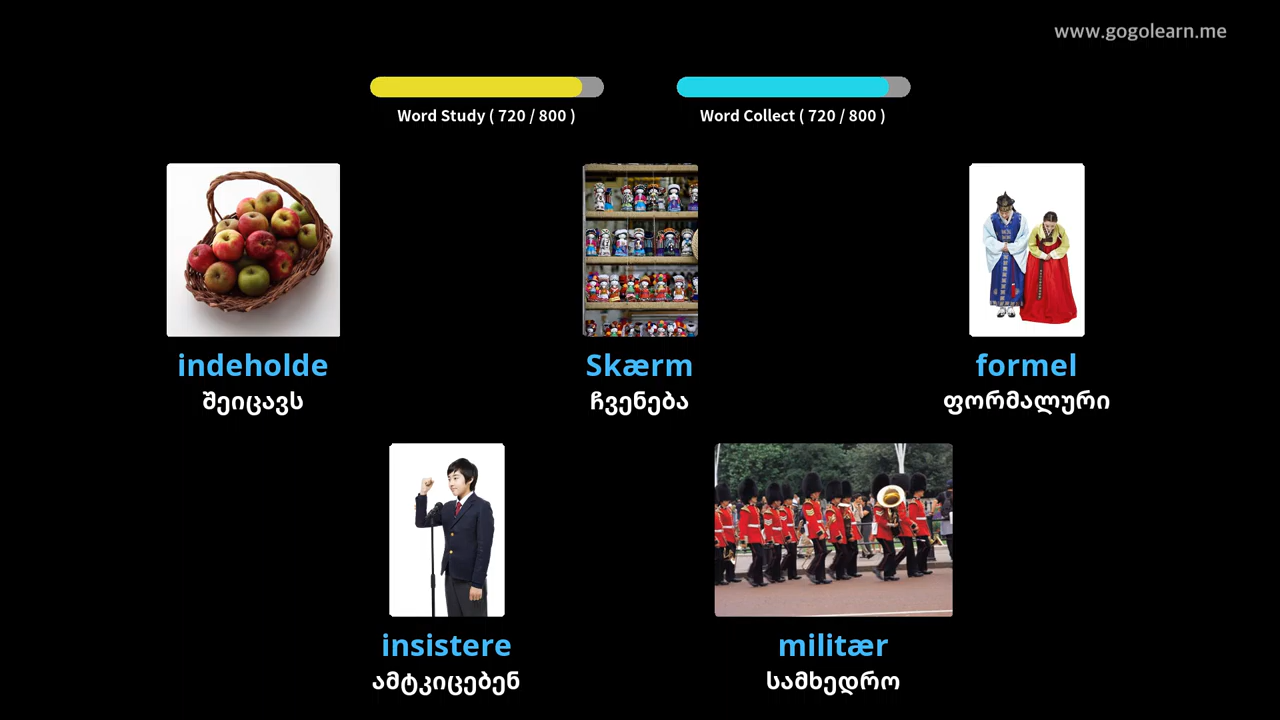 www.gogolearn.me
Word Study ( 720 / 800 )
Word Collect ( 720 / 800 )
indeholde
შეიცავს
Skærm
ჩვენება
formel
ფორმალური
insistere
ამტკიცებენ
militær
სამხედრო